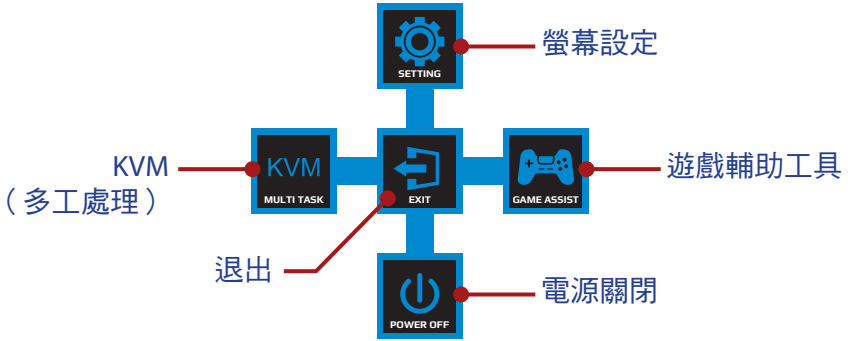 SETTING
螢幕設定
KVM
（多工處理）
KVM
MULTI TASK
EXIT
GAME ASSIST
遊戲輔助工具
退出
POWER OFF
電源關閉